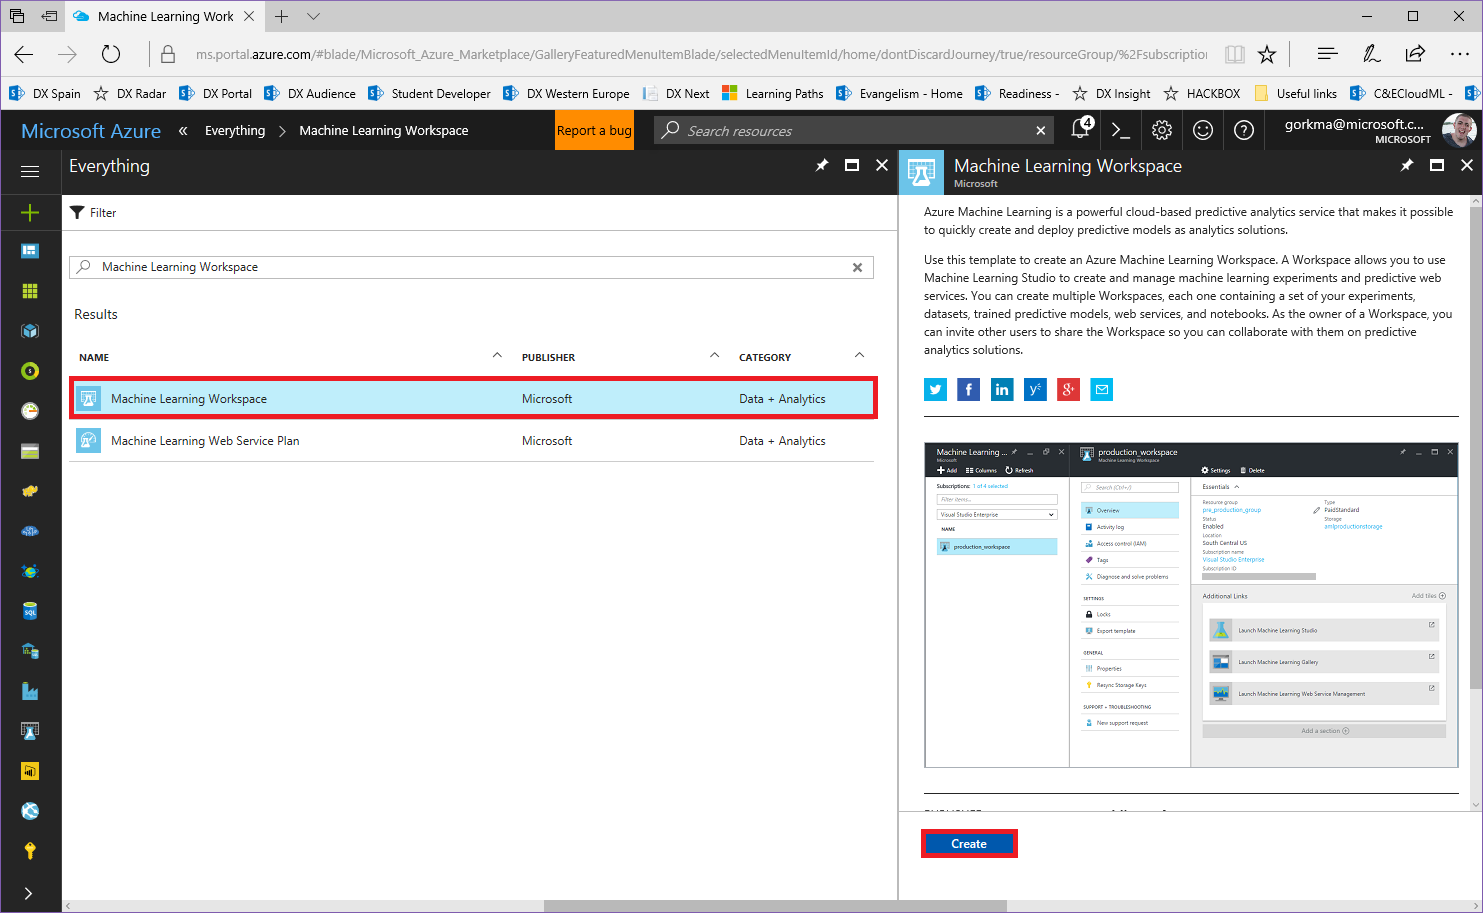 Machine Learning Work
ms.portal.azure.com/#blade/Microsoft_Azure_Marketplace/GalleryFeaturedMenuItemBlade/selectedMenuItemId/home/dontDiscardJourney/true/resourceGroup/%2Fsubscription
DX Spain
DX Radar
DX Portal
DX Audience
Student Developer
DX Western Europe
DX Next
Learning Paths
Evangelism - Home
Readiness -
DX Insight
HACKBOX
Useful links
C&ECloudML -
Microsoft Azure
«
Everything
Machine Learning Workspace
Report a bug
Search resources
4
gorkma@microsoft.c...
MICROSOFT
Everything
Filter
Machine Learning Workspace
Results
NAME PUBLISHER CATEGORY
Machine Learning Workspace Microsoft Data + Analytics
Machine Learning Web Service Plan Microsoft Data + Analytics
Machine Learning Workspace
Microsoft
Azure Machine Learning is a powerful cloud-based predictive analytics service that makes it possible
to quickly create and deploy predictive models as analytics solutions.
Use this template to create an Azure Machine Learning Workspace. A Workspace allows you to use
Machine Learning Studio to create and manage machine learning experiments and predictive web
services. You can create multiple Workspaces, each one containing a set of your experiments,
datasets, trained predictive models, web services, and notebooks. As the owner of a Workspace, you
can invite other users to share the Workspace so you can collaborate with them on predictive
analytics solutions.
Machine Learning ...
Microsoft
Add Columns Refresh
Subscriptions: 1 of 4 selected
Filter items...
Visual Studio Enterprise
NAME
production_workspace
production_workspace
Machine Learning Workspace
Search (Ctrl+/)
Overview
Activity log
Access control (IAM)
Tags
Diagnose and solve problems
SETTINGS
Locks
Export template
GENERAL
Properties
Resync Storage Keys
SUPPORT + TROUBLESHOOTING
New support request
Settings Delete
Essentials
Resource group
pre_production_group
Status
Enabled
Location
South Central US
Subscription name
Visual Studio Enterprise
Subscription ID
Type
PaidStandard
Storage
amlproductionstorage
Additional Links
Add tiles
Launch Machine Learning Studio
Launch Machine Learning Gallery
Launch Machine Learning Web Service Management
Add a section
Create